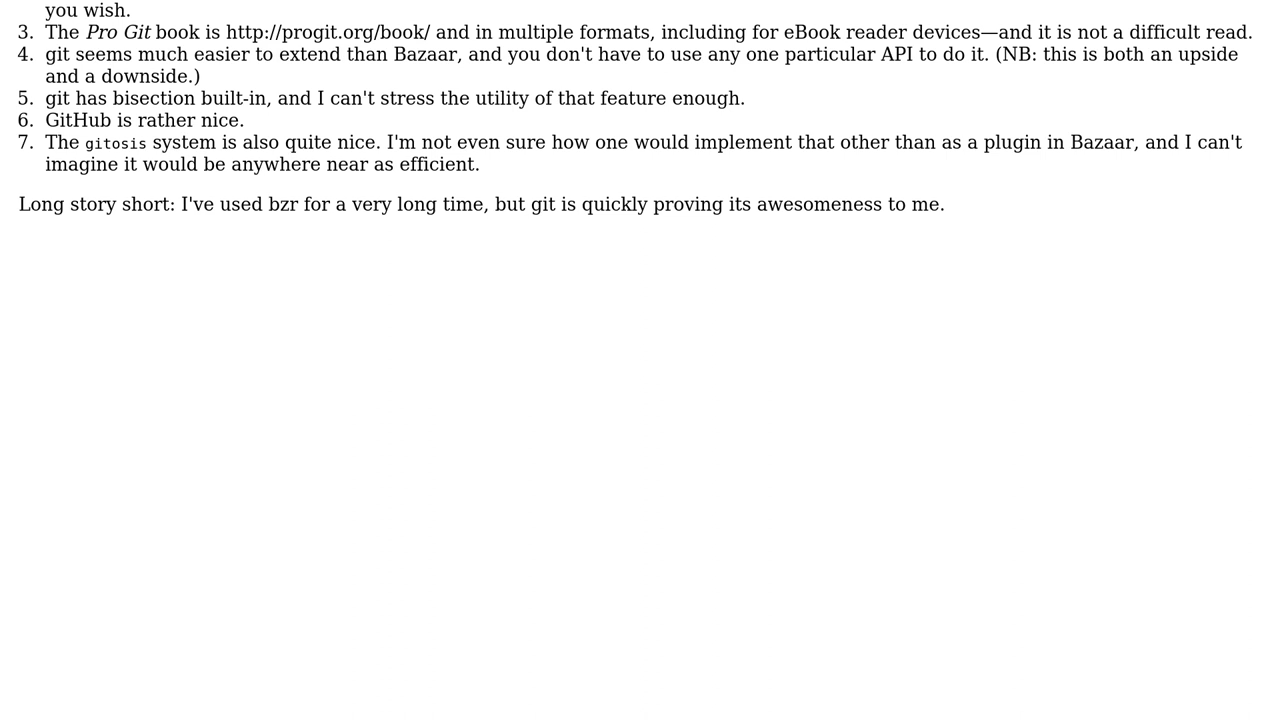 you wish.
3. The Pro Git book is http://progit.org/book/ and in multiple formats, including for eBook reader devices—and it is not a difficult read.
4. git seems much easier to extend than Bazaar, and you don't have to use any one particular API to do it. (NB: this is both an upside
and a downside.)
5. git has bisection built-in, and I can't stress the utility of that feature enough.
6. GitHub is rather nice.
7. The gitosis system is also quite nice. I'm not even sure how one would implement that other than as a plugin in Bazaar, and I can't
imagine it would be anywhere near as efficient.
Long story short: I've used bzr for a very long time, but git is quickly proving its awesomeness to me.